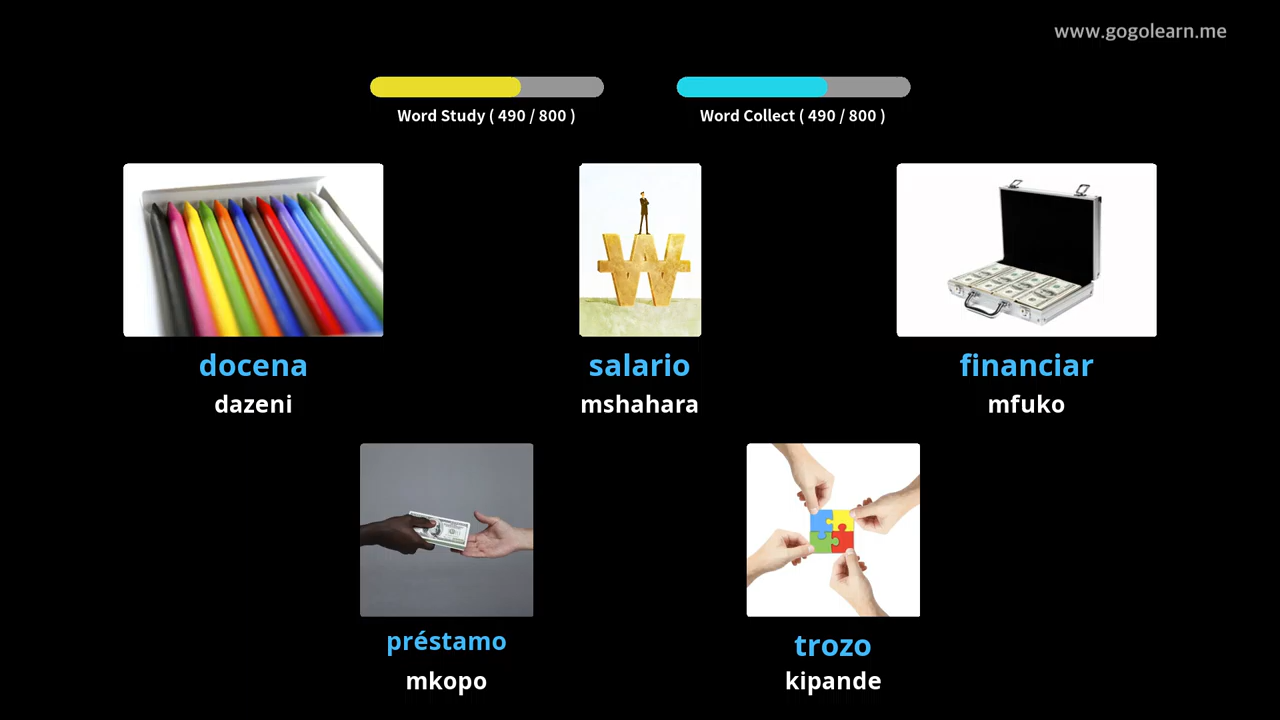 www.gogolearn.me
Word Study ( 490 / 800 )
Word Collect ( 490 / 800 )
docena
dazeni
salario
mshahara
financiar
mfuko
préstamo
mkopo
trozo
kipande